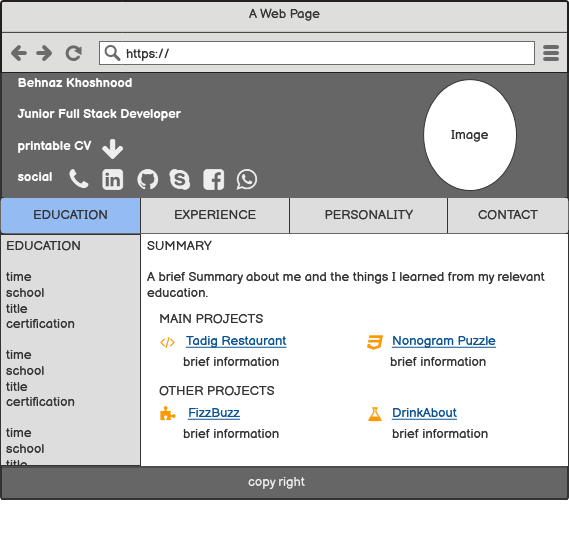 A Web Page
https://
Behnaz Khoshnood
Junior Full Stack Developer
printable CV
social
Image
EDUCATION
EXPERIENCE
PERSONALITY
CONTACT
EDUCATION
time
school
title
certification
time
school
title
certification
time
school
title
SUMMARY
A brief Summary about me and the things I learned from my relevant
education.
MAIN PROJECTS
Tadig Restaurant
brief information
Nonogram Puzzle
brief information
OTHER PROJECTS
FizzBuzz
brief information
DrinkAbout
brief information
copy right